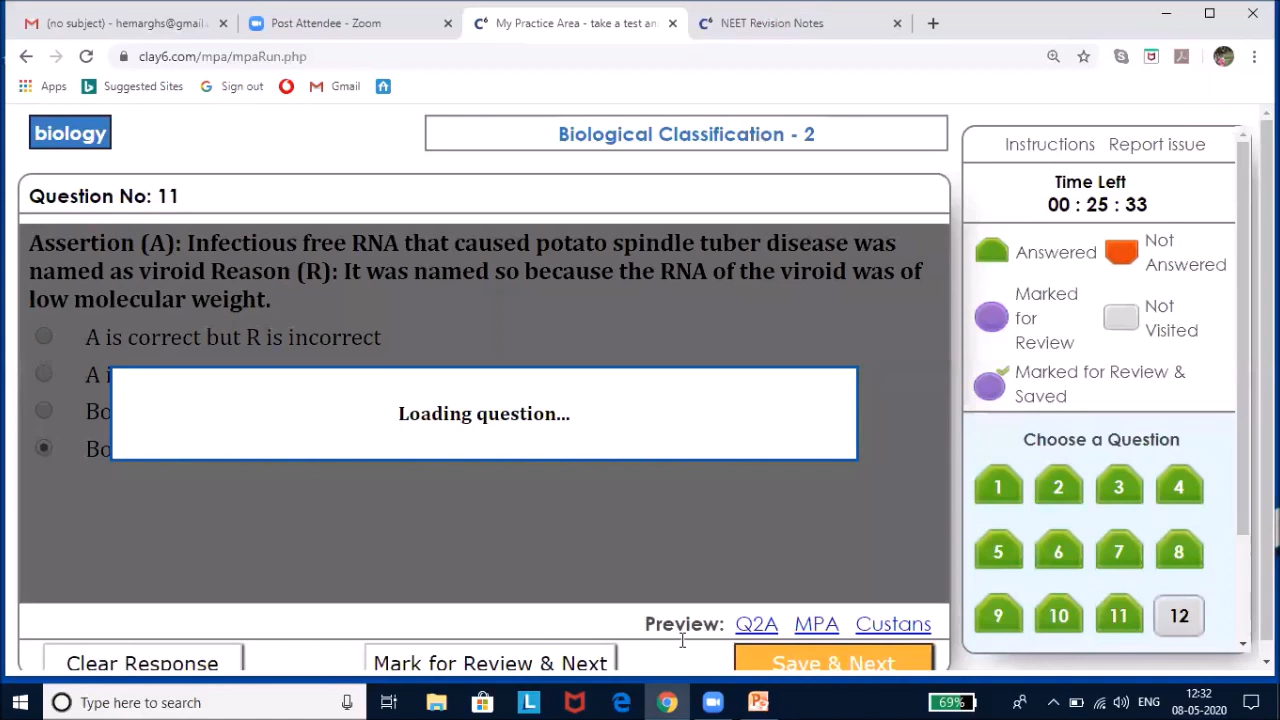 (no subject) - hemarghs@gmail.
Post Attendee - Zoom
My Practice Area - take a test an
NEET Revision Notes
clay6.com/mpa/mpaRun.php
Apps
Suggested Sites
Sign out
Gmail
biology
Biological Classification - 2
Instructions Report issue
Time Left
00 : 25 : 33
Question No: 11
Assertion (A): Infectious free RNA that caused potato spindle tuber disease was
named as viroid Reason (R): It was named so because the RNA of the viroid was of
low molecular weight.
A is correct but R is incorrect
A i
Bo
Bo
Loading question...
Answered
Not
Answered
Marked
for
Review
Not
Visited
Marked for Review &
Saved
Choose a Question
1 2 3 4
5 6 7 8
9 10 11 12
Preview: Q2A MPA Custans
Clear Response
Mark for Review & Next
Save & Next
Type here to search
L
69%
ENG
12:32
08-05-2020